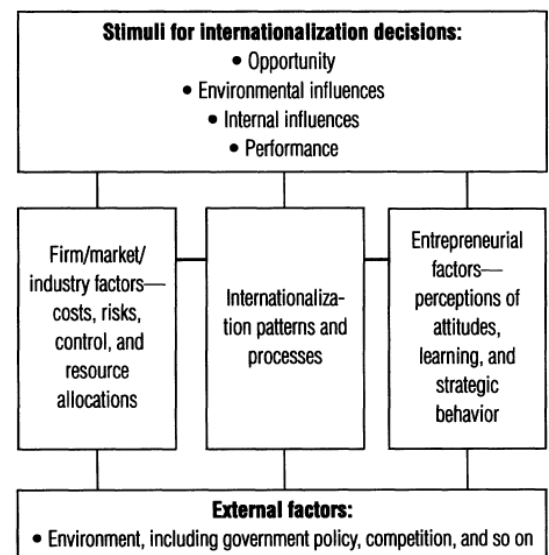 Stimuli for internationalization decisions:
• Opportunity
• Environmental influences
• Internal influences
• Performance
Firm/market/
industry factors—
costs, risks,
control, and
resource
allocations
Internationaliza-
tion patterns and
processes
Entrepreneurial
factors—
perceptions of
attitudes,
learning, and
strategic
behavior
External factors:
• Environment, including government policy, competition, and so on